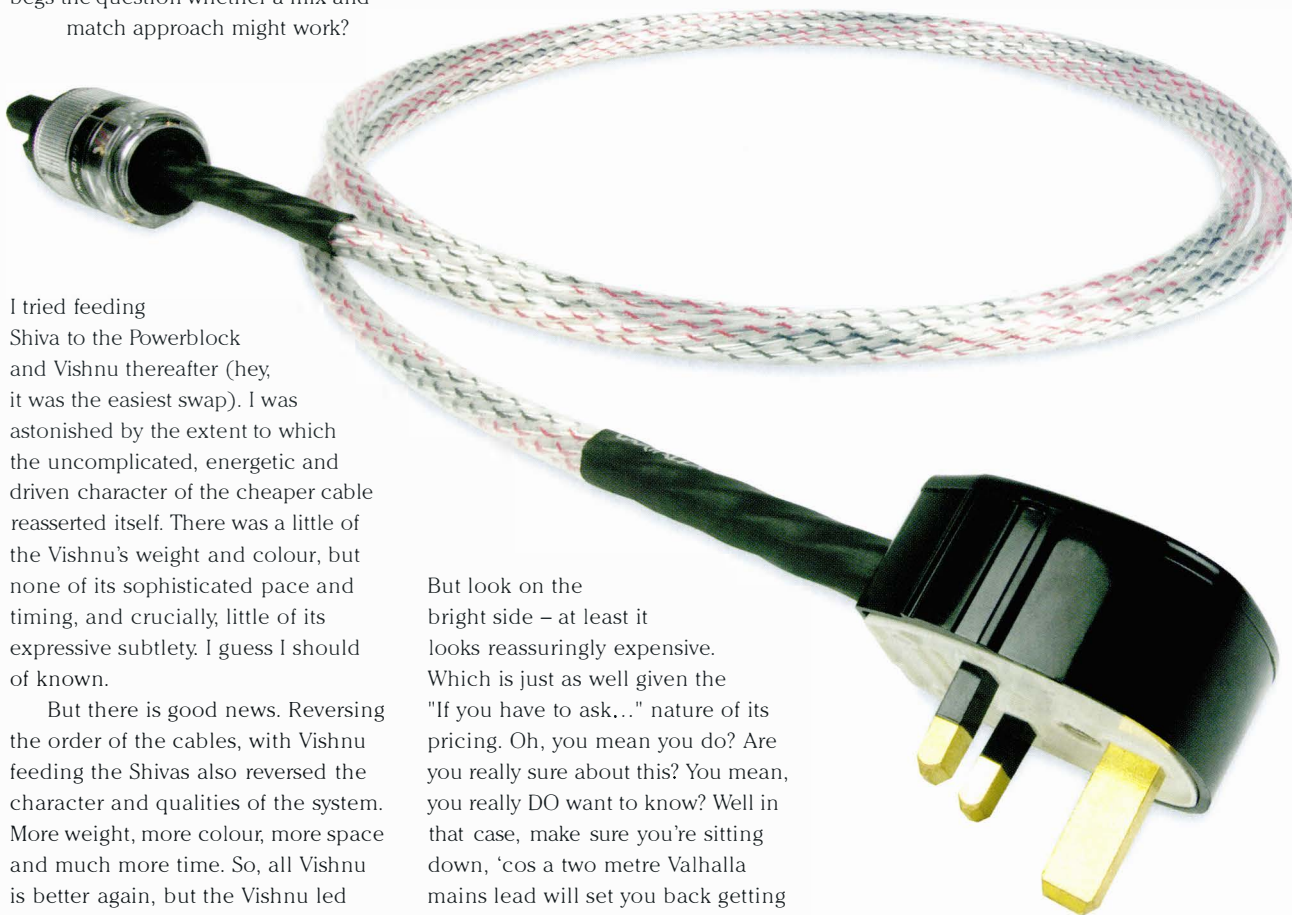 match approach might work?
I tried feeding
Shiva to the Powerblock
and Vishnu thereafter (hey,
it was the easiest swap). I was
astonished by the extent to which
the uncomplicated, energetic and
driven character of the cheaper cable
reasserted itself. There was a little of
the Vishnu's weight and colour, but
none of its sophisticated pace and
timing, and crucially, little of its
expressive subtlety. I guess I should
of known.
But there is good news. Reversing
the order of the cables, with Vishnu
feeding the Shivas also reversed the
character and qualities of the system.
More weight, more colour, more space
and much more time. So, all Vishnu
is better again, but the Vishnu led
But look on the
bright side – at least it
looks reassuringly expensive.
Which is just as well given the
"If you have to ask..." nature of its
pricing. Oh, you mean you do? Are
you really sure about this? You mean,
you really DO want to know? Well in
that case, make sure you're sitting
down, ‘cos a two metre Valhalla
mains lead will set you back getting